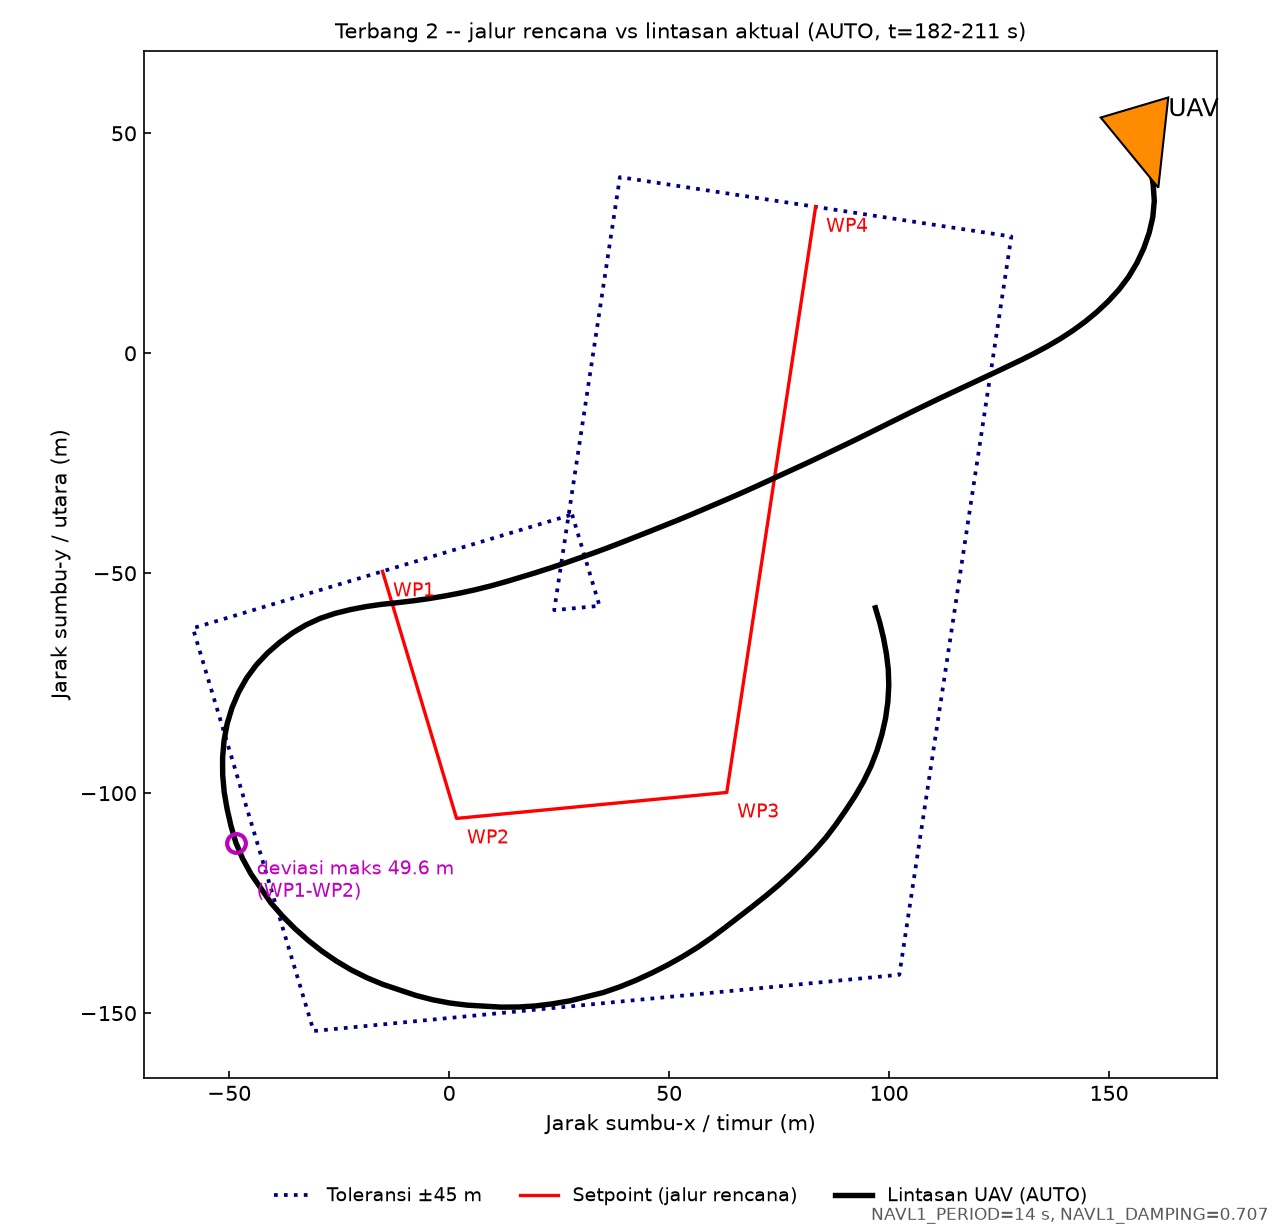 Terbang 2 -- jalur rencana vs lintasan aktual (AUTO, t=182-211 s)
UAV
50
0
−50
−100
−150
Jarak sumbu-y / utara (m)
WP4
WP1
WP2
WP3
deviasi maks 49.6 m
(WP1-WP2)
−50
0
50
100
150
Jarak sumbu-x / timur (m)
Toleransi ±45 m
Setpoint (jalur rencana)
Lintasan UAV (AUTO)
NAVL1_PERIOD=14 s, NAVL1_DAMPING=0.707